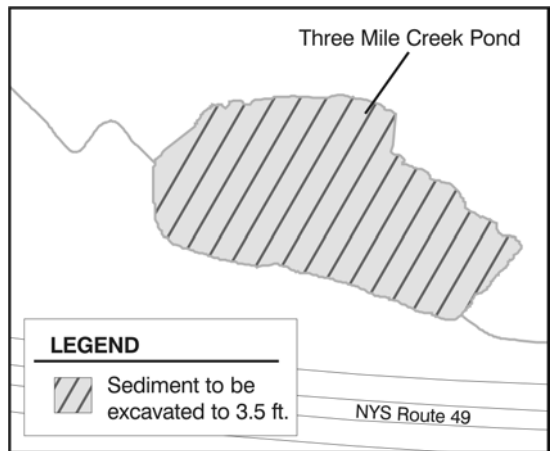 Three Mile Creek Pond
LEGEND
Sediment to be
excavated to 3.5 ft.
NYS Route 49